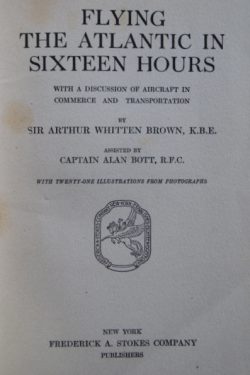 FLYING
THE ATLANTIC IN
SIXTEEN HOURS
WITH A DISCUSSION OF AIRCRAFT IN
COMMERCE AND TRANSPORTATION
BY
SIR ARTHUR WHITTEN BROWN, K.B.E.
ASSISTED BY
CAPTAIN ALAN BOTT, R.F.C.
WITH TWENTY-ONE ILLUSTRATIONS FROM PHOTOGRAPHS
NEW YORK
FREDERICK A. STOKES COMPANY
PUBLISHERS